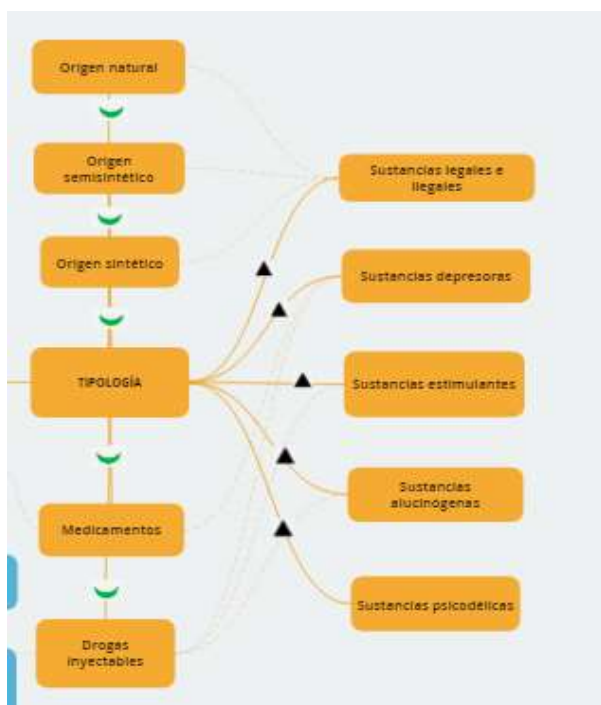 Origen natural
Origen
semisintético
Origen sintético
TIPOLOGÍA
Medicamentos
Drogas
inyectables
Sustancias legales e
ilegales
Sustancias depresoras
Sustancias estimulantes
Sustancias
alucinógenas
Sustancias psicodélicas